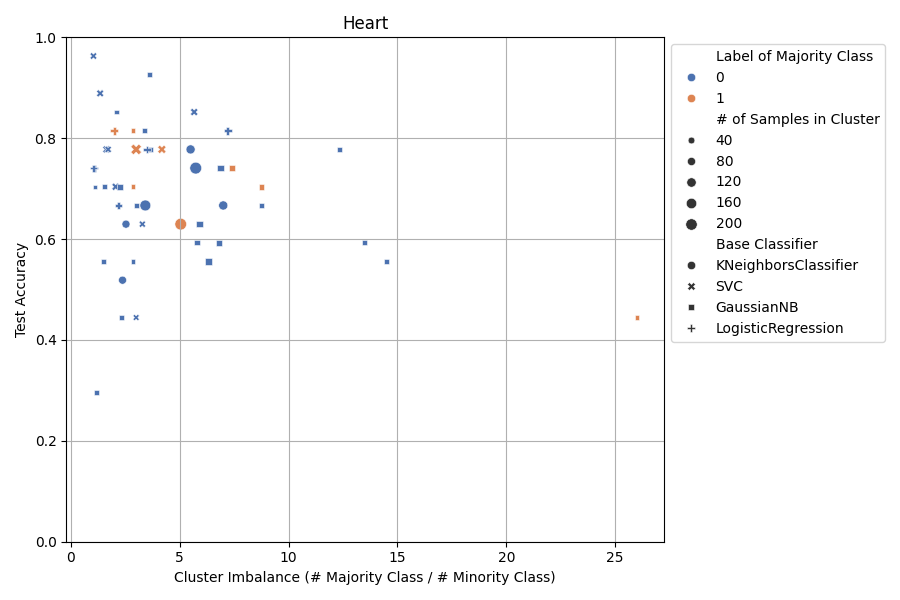 Heart
Test Accuracy
1.0
0.8
0.6
0.4
0.2
0.0
0
5
10
15
20
25
Cluster Imbalance (# Majority Class / # Minority Class)
Label of Majority Class
0
1
# of Samples in Cluster
40
80
120
160
200
Base Classifier
KNeighborsClassifier
SVC
GaussianNB
LogisticRegression